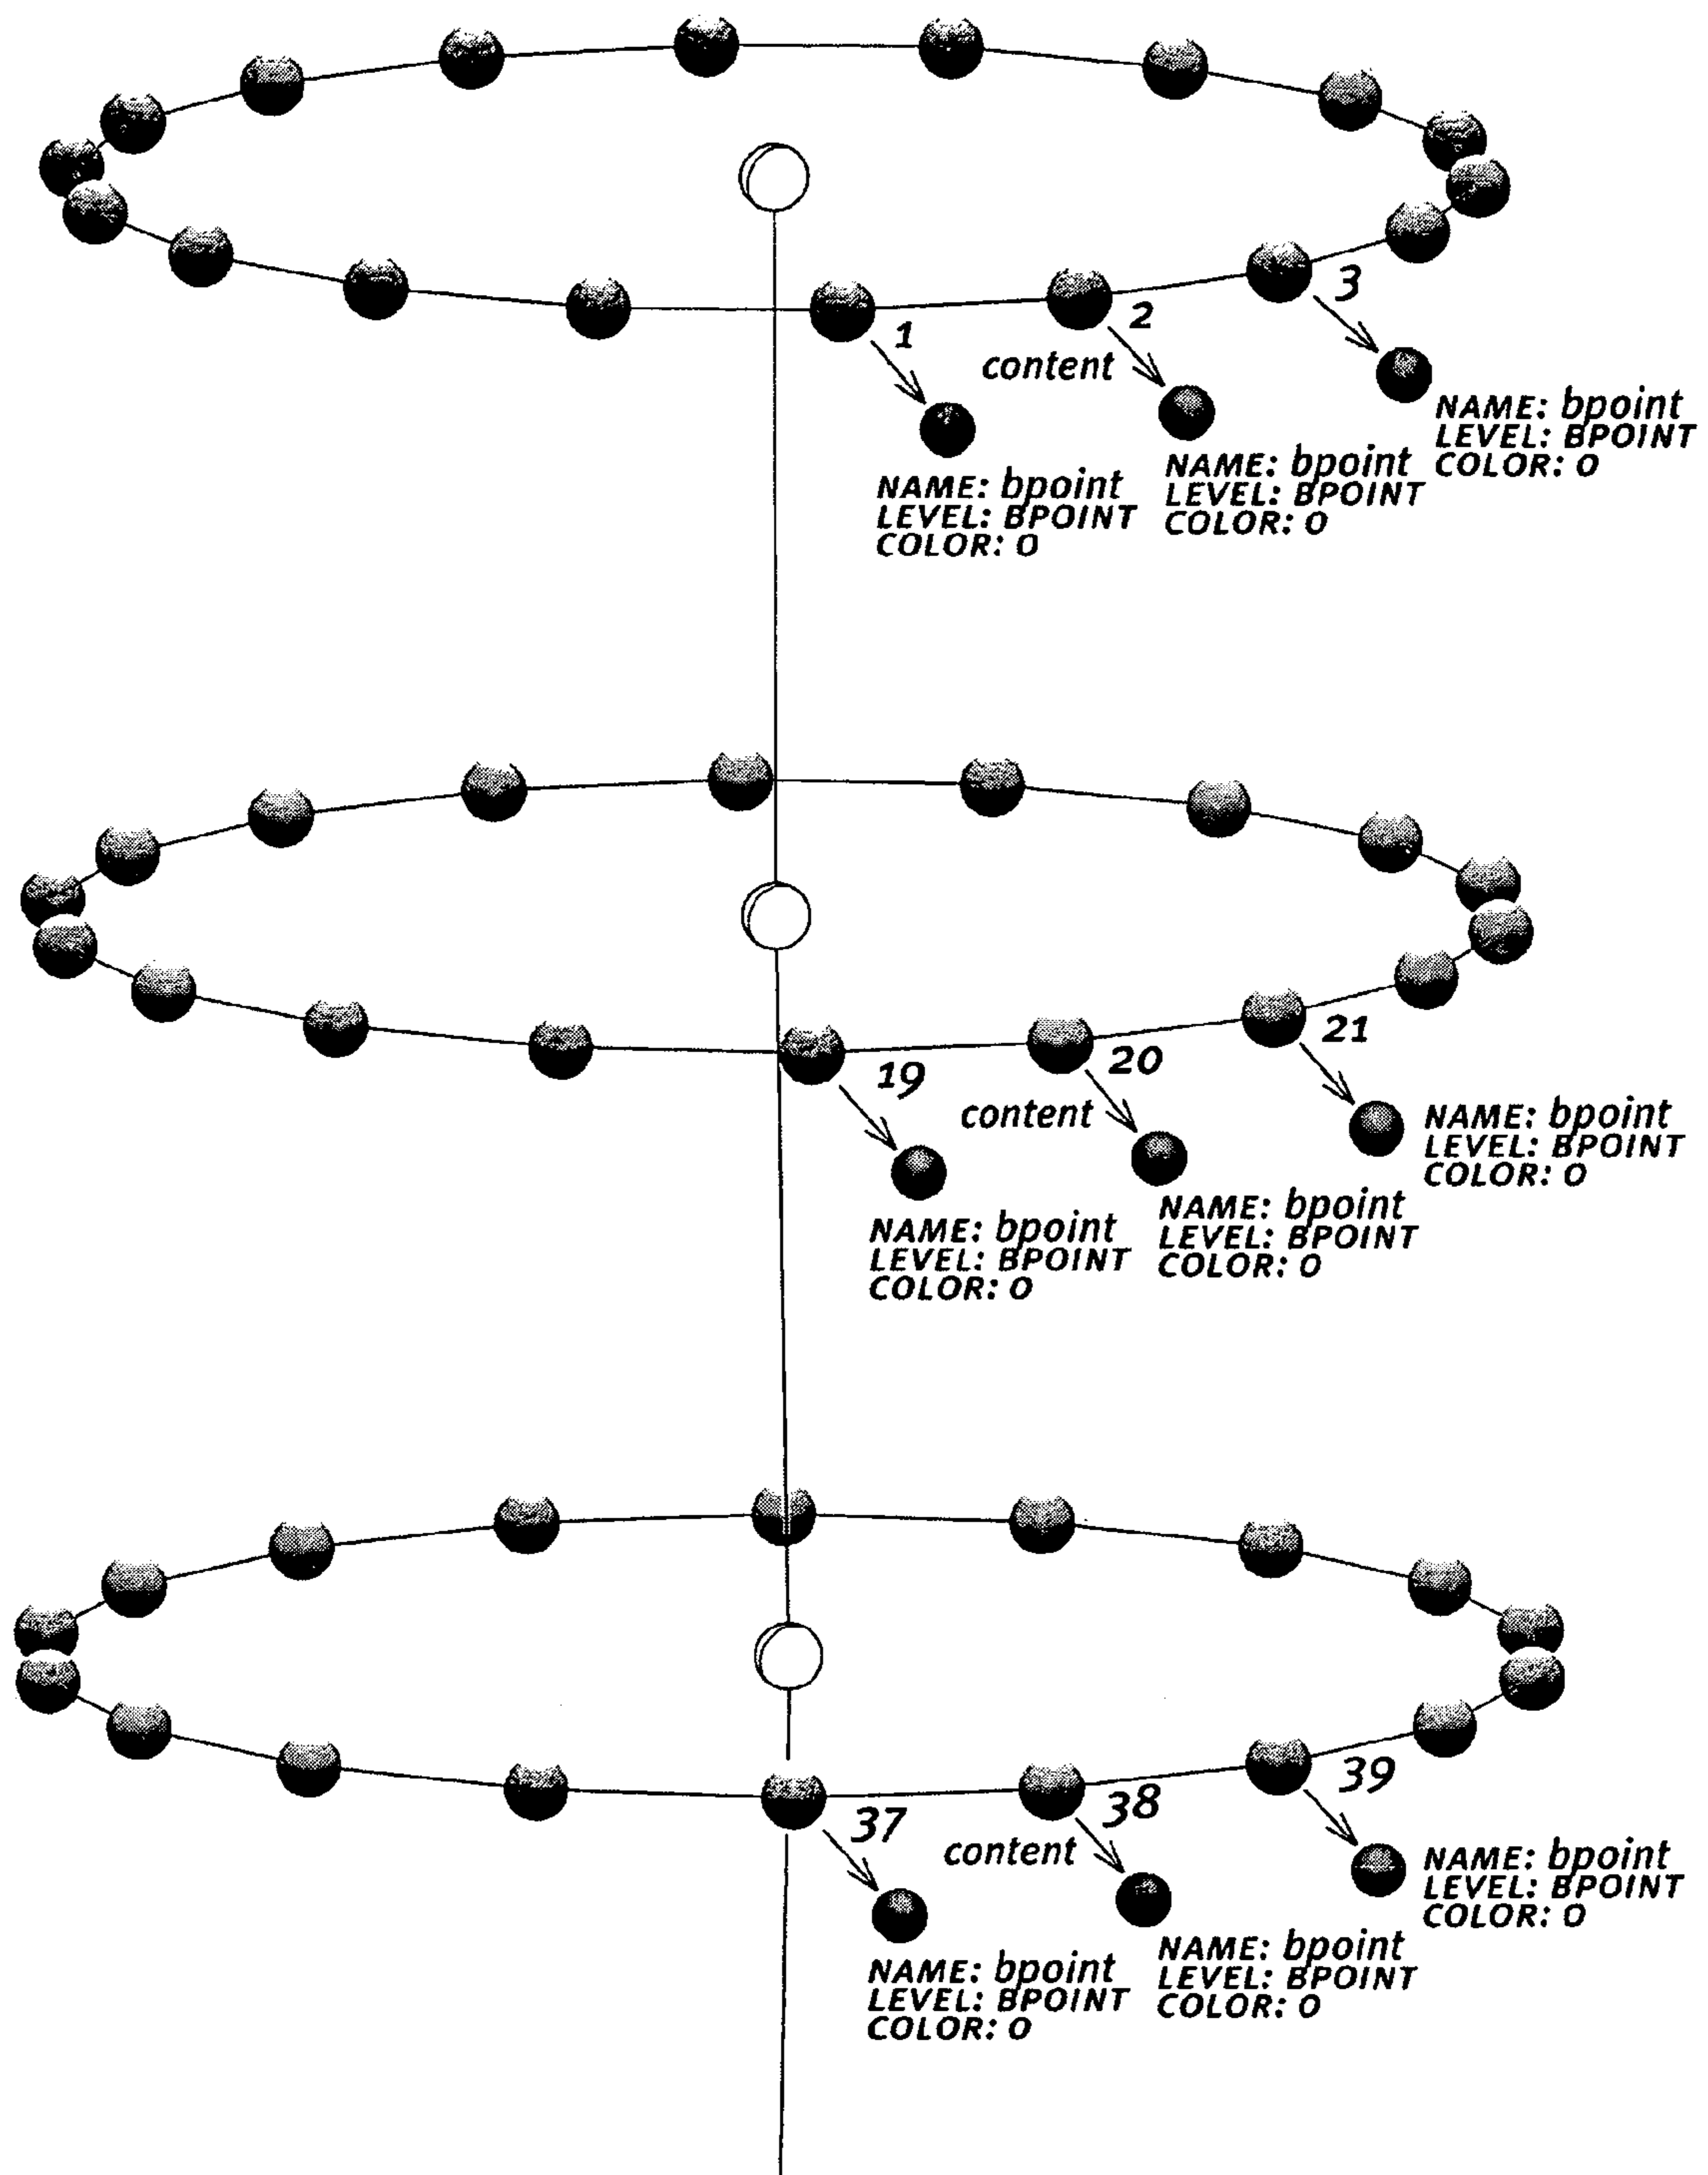 1
2
3
content
NAME: bpoint
LEVEL: BPOINT
COLOR: 0
NAME: bpoint
LEVEL: BPOINT
COLOR: 0
NAME: bpoint
LEVEL: BPOINT
COLOR: 0
19
20
21
content
NAME: bpoint
LEVEL: BPOINT
COLOR: 0
NAME: bpoint
LEVEL: BPOINT
COLOR: 0
NAME: bpoint
LEVEL: BPOINT
COLOR: 0
37
38
39
content
NAME: bpoint
LEVEL: BPOINT
COLOR: 0
NAME: bpoint
LEVEL: BPOINT
COLOR: 0
NAME: bpoint
LEVEL: BPOINT
COLOR: 0